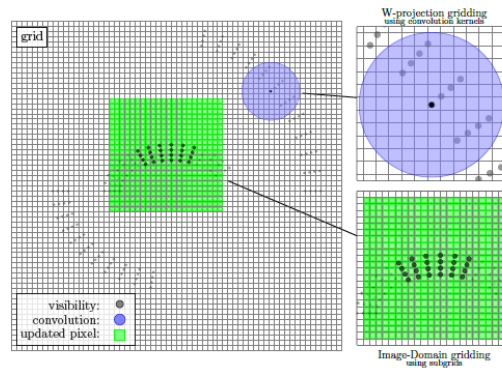 grid
W-projection gridding
using convolution kernels
visibility:
convolution:
updated pixel:
Image-Domain gridding
using subgrids